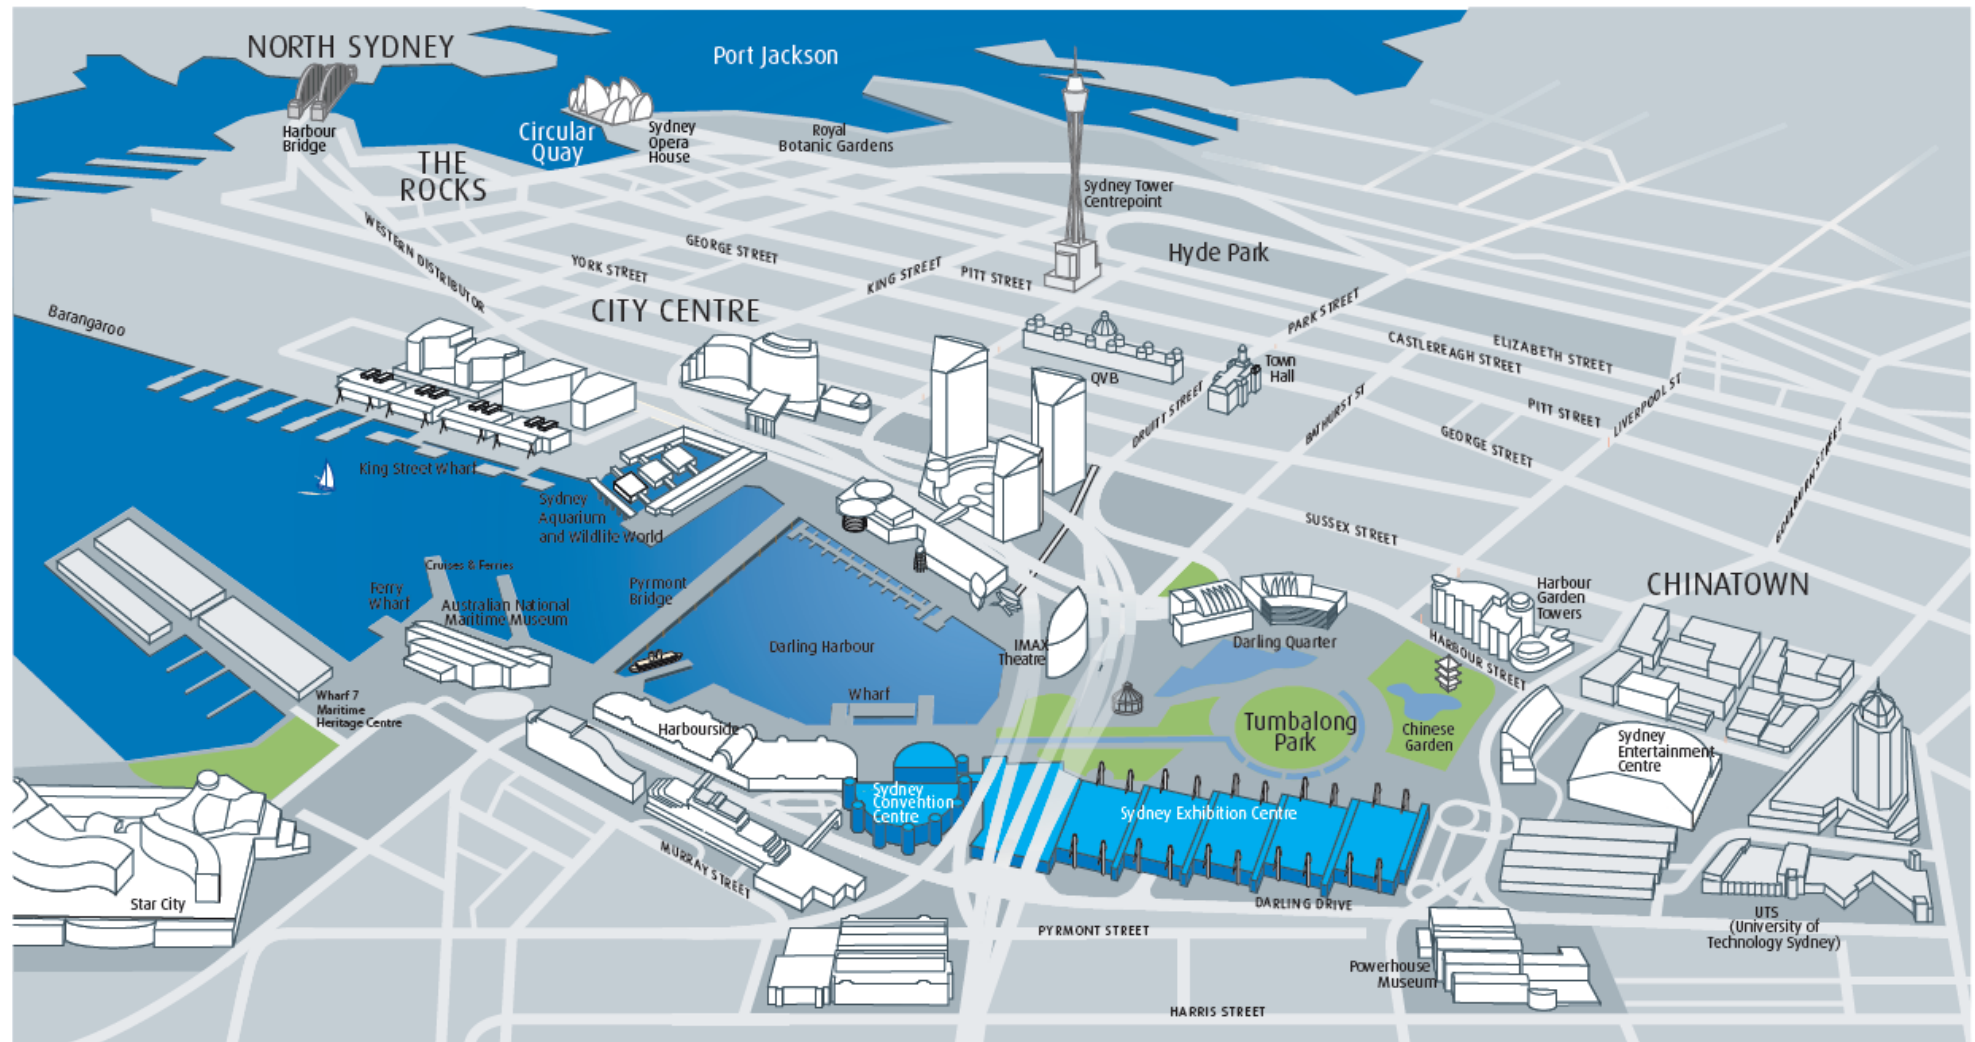 NORTH SYDNEY
Port Jackson
Harbour
Bridge
Circular
Quay
Sydney
Opera
House
Royal
Botanic Gardens
THE
ROCKS
Sydney Tower
Centrepoint
WESTERN DISTRIBUTOR
GEORGE STREET
YORK STREET
KING STREET
PITT STREET
Hyde Park
CITY CENTRE
Barangaroo
PARK STREET
CASTLEREAGH STREET
ELIZABETH STREET
QVB
Town
Hall
DRUITT STREET
BATHURST ST
PITT STREET
LIVERPOOL ST
GEORGE STREET
GOULBURN STREET
King Street Wharf
Sydney
Aquarium
and Wildlife World
SUSSEX STREET
Cruises & Ferries
Ferry
Wharf
Australian National
Maritime Museum
Pyrmont
Bridge
Darling Harbour
IMAX
Theatre
Darling Quarter
Harbour
Garden
Towers
CHINATOWN
HARBOUR STREET
Wharf 7
Maritime
Heritage Centre
Wharf
Harbourside
Tumbalong
Park
Chinese
Garden
Sydney
Entertainment
Centre
Sydney
Convention
Centre
Sydney Exhibition Centre
MURRAY STREET
Star City
DARLING DRIVE
PYRMONT STREET
UTS
(University of
Technology Sydney)
Powerhouse
Museum
HARRIS STREET